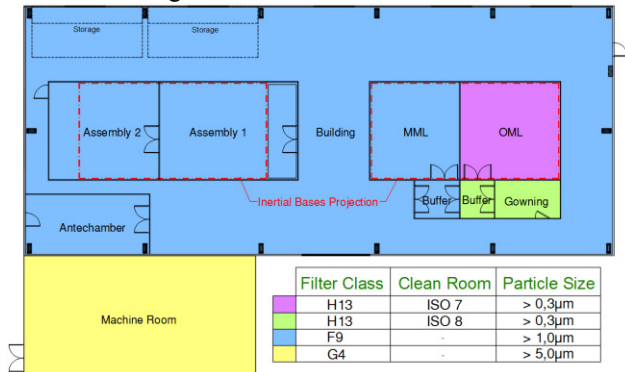 Storage
Storage
Assembly 2
Assembly 1
Building
MML
OML
Inertial Bases Projection
Buffer
Buffer
Gowning
Antechamber
Machine Room
Filter Class Clean Room Particle Size
H13 ISO 7 > 0,3µm
H13 ISO 8 > 0,3µm
F9 - > 1,0µm
G4 - > 5,0µm